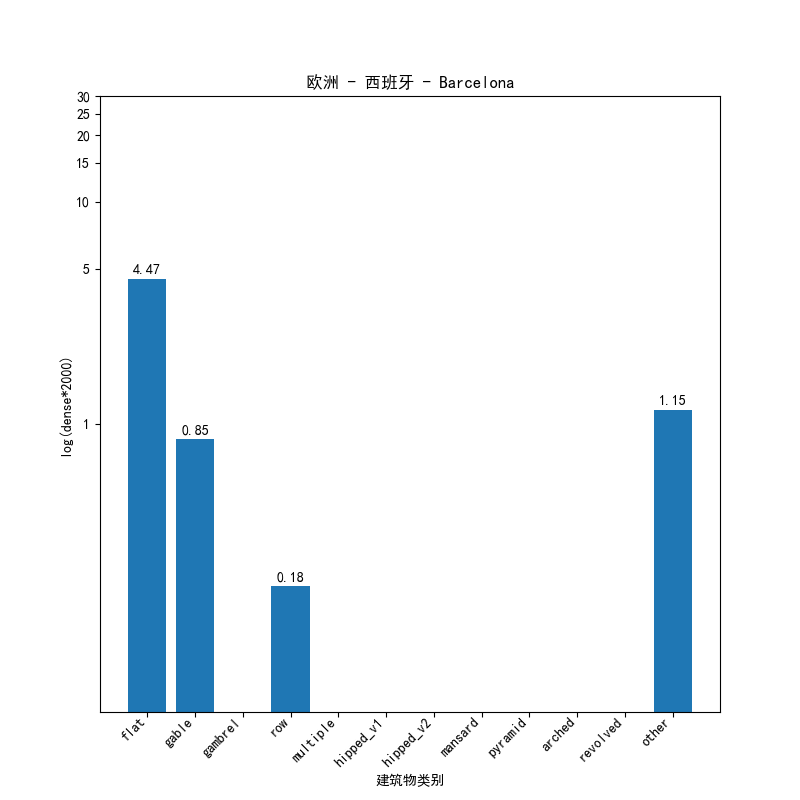 欧洲 - 西班牙 - Barcelona
30
25
20
15
10
5
1
log(dense*2000)
4.47
0.85
0.18
1.15
flat
gable
gambrel
row
multiple
hipped_v1
hipped_v2
mansard
pyramid
arched
revolved
other
建筑物类别